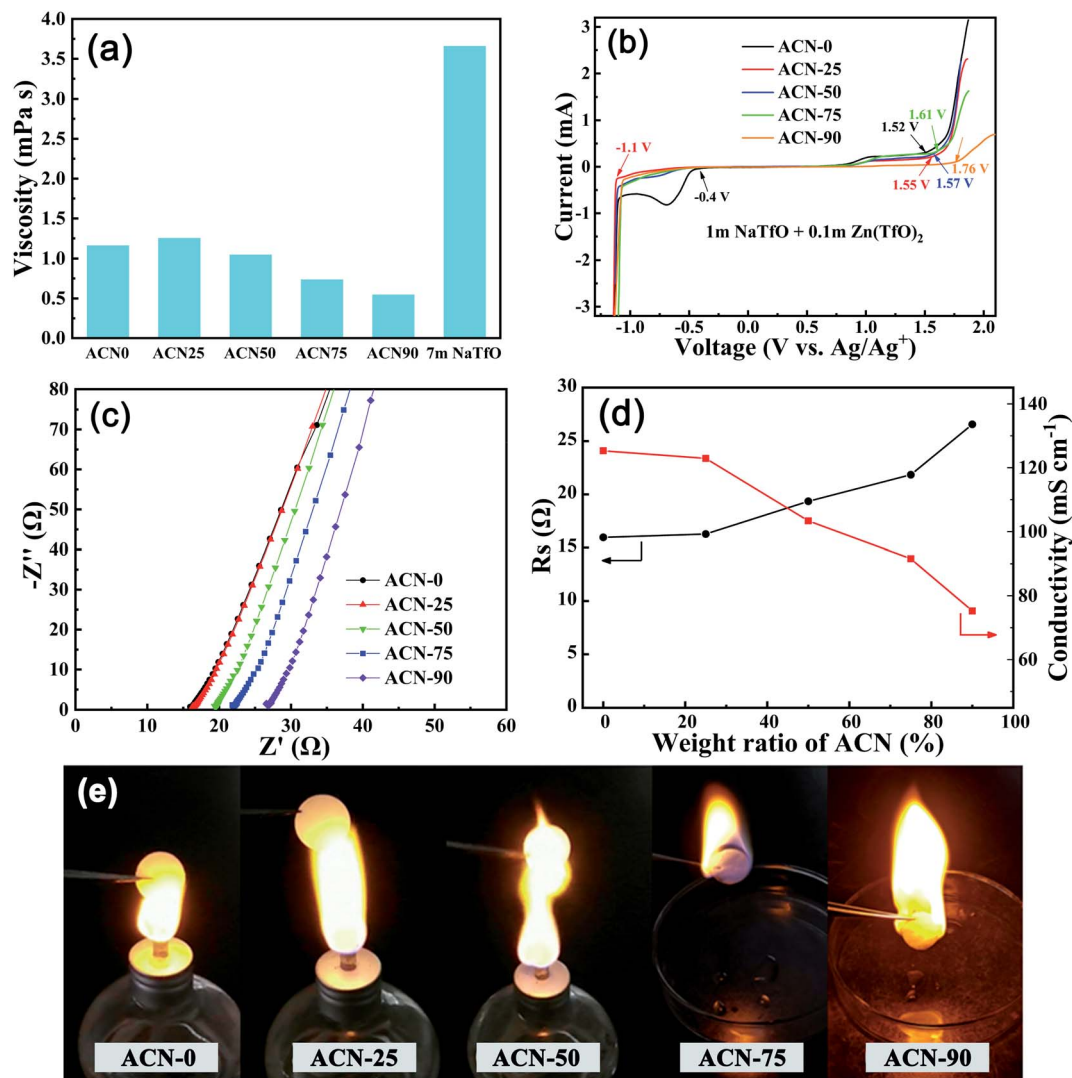 (a)
Viscosity (mPa s)
4.0
3.5
3.0
2.5
2.0
1.5
1.0
0.5
0.0
ACN0 ACN25 ACN50 ACN75 ACN90 7m NaTfO
(b)
Current (mA)
3
2
1
0
-1
-2
-3
ACN-0
ACN-25
ACN-50
ACN-75
ACN-90
1.52 V
1.61 V
1.76 V
1.55 V
1.57 V
-1.1 V
-0.4 V
1m NaTfO + 0.1m Zn(TfO)₂
-1.0 -0.5 0.0 0.5 1.0 1.5 2.0
Voltage (V vs. Ag/Ag⁺)
(c)
-Z'' (Ω)
80
70
60
50
40
30
20
10
0
ACN-0
ACN-25
ACN-50
ACN-75
ACN-90
0 10 20 30 40 50 60
Z' (Ω)
(d)
Rs (Ω)
30
25
20
15
10
5
0
0 20 40 60 80 100
Weight ratio of ACN (%)
140
120
100
80
60
Conductivity (mS cm⁻¹)
(e)
ACN-0 ACN-25 ACN-50 ACN-75 ACN-90